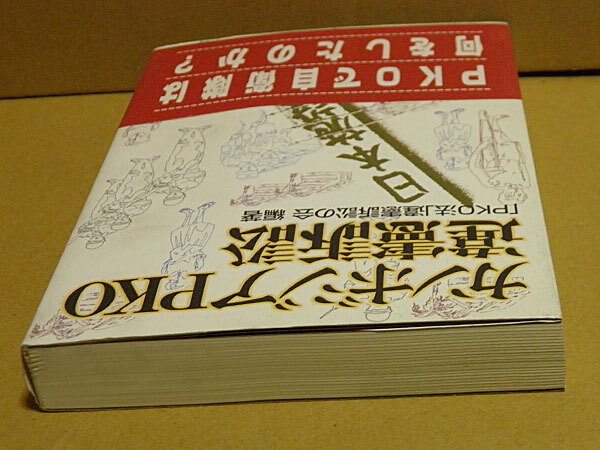 カンボジアPKO
違憲訴訟
「PKO法」違憲訴訟の会 編著
日本
PKOで自衛隊は
何をしたのか?